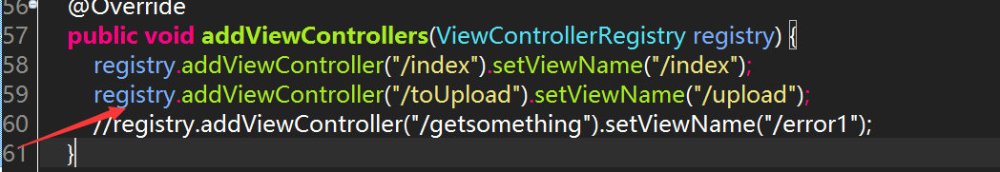 56 @Override
57 public void addViewControllers(ViewControllerRegistry registry) {
58 registry.addViewController("/index").setViewName("/index");
59 registry.addViewController("/toUpload").setViewName("/upload");
60 //registry.addViewController("/getsomething").setViewName("/error1");
61 }